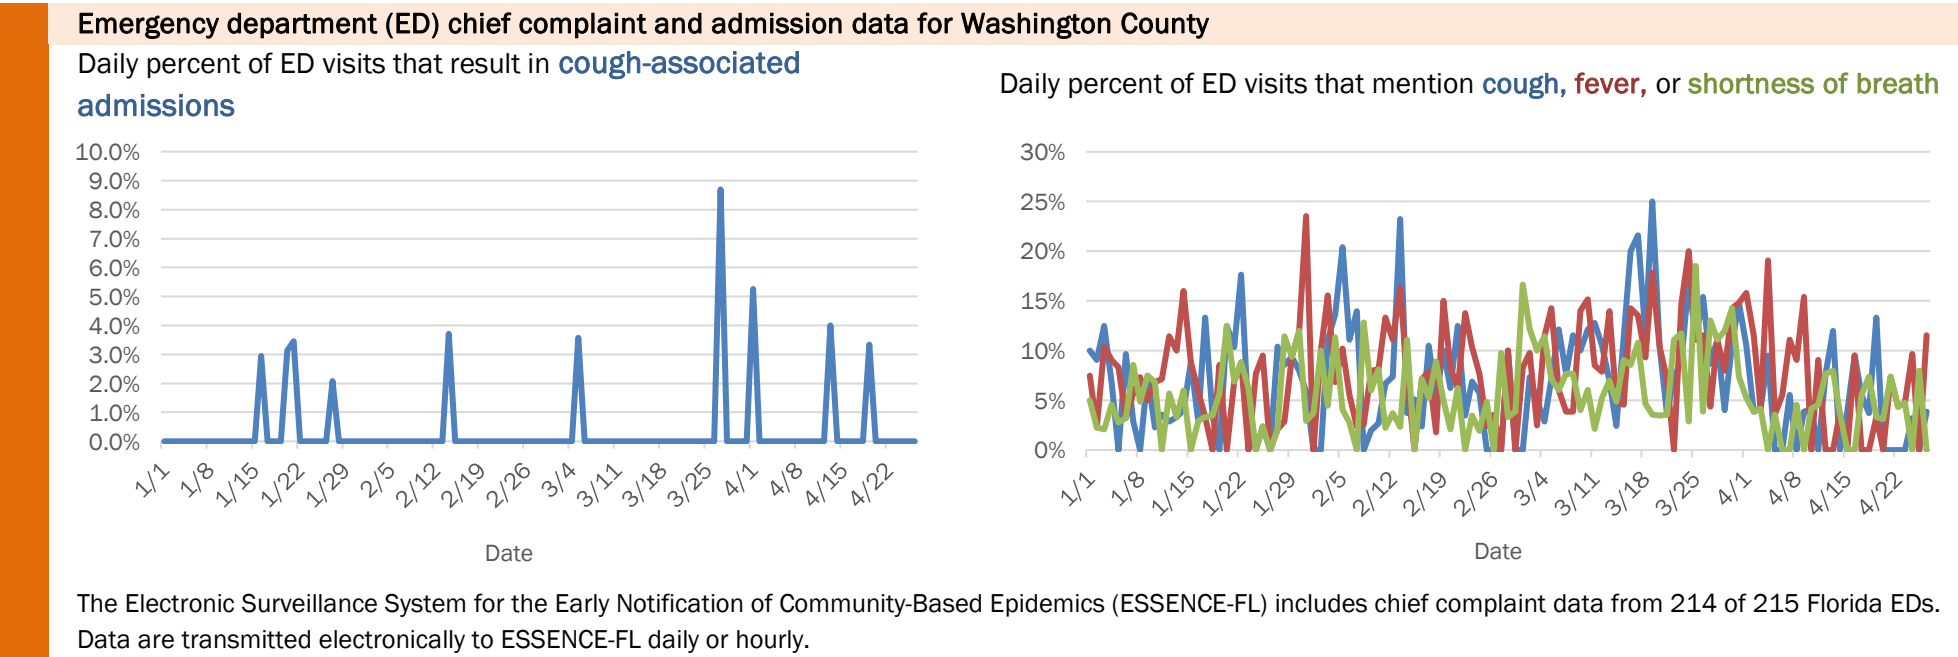 Emergency department (ED) chief complaint and admission data for Washington County
Daily percent of ED visits that result in cough-associated
admissions
10.0%
9.0%
8.0%
7.0%
6.0%
5.0%
4.0%
3.0%
2.0%
1.0%
0.0%
1/1 1/8 1/15 1/22 1/29 2/5 2/12 2/19 2/26 3/4 3/11 3/18 3/25 4/1 4/8 4/15 4/22
Date
Daily percent of ED visits that mention cough, fever, or shortness of breath
30%
25%
20%
15%
10%
5%
0%
1/1 1/8 1/15 1/22 1/29 2/5 2/12 2/19 2/26 3/4 3/11 3/18 3/25 4/1 4/8 4/15 4/22
Date
The Electronic Surveillance System for the Early Notification of Community-Based Epidemics (ESSENCE-FL) includes chief complaint data from 214 of 215 Florida EDs.
Data are transmitted electronically to ESSENCE-FL daily or hourly.